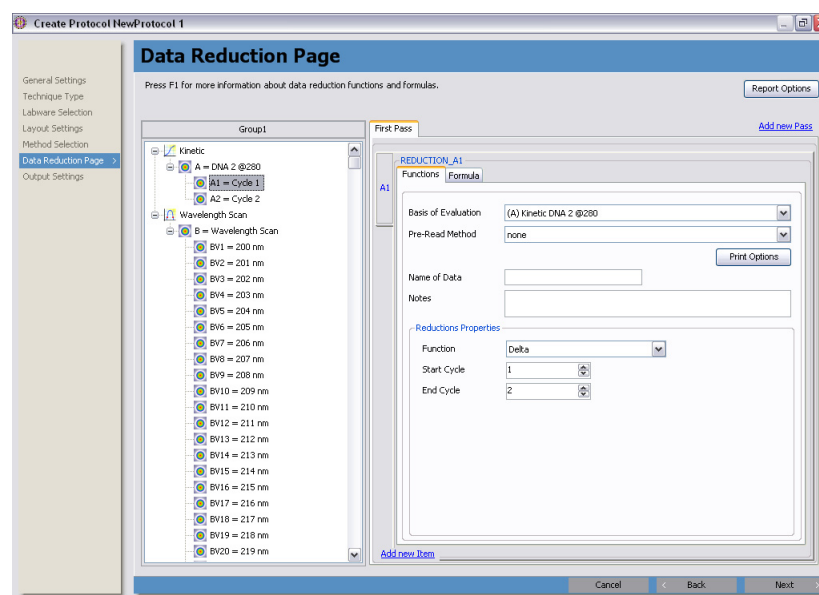 Create Protocol NewProtocol 1
Data Reduction Page
Press F1 for more information about data reduction functions and formulas.
Report Options
General Settings
Technique Type
Labware Selection
Layout Settings
Method Selection
Data Reduction Page >
Output Settings
Group1
Kinetic
A = DNA 2 @280
A1 = Cycle 1
A2 = Cycle 2
Wavelength Scan
B = Wavelength Scan
BV1 = 200 nm
BV2 = 201 nm
BV3 = 202 nm
BV4 = 203 nm
BV5 = 204 nm
BV6 = 205 nm
BV7 = 206 nm
BV8 = 207 nm
BV9 = 208 nm
BV10 = 209 nm
BV11 = 210 nm
BV12 = 211 nm
BV13 = 212 nm
BV14 = 213 nm
BV15 = 214 nm
BV16 = 215 nm
BV17 = 216 nm
BV18 = 217 nm
BV19 = 218 nm
BV20 = 219 nm
First Pass
Add new Pass
A1
REDUCTION_A1
Functions Formula
Basis of Evaluation (A) Kinetic DNA 2 @280
Pre-Read Method none
Print Options
Name of Data
Notes
Reductions Properties
Function Delta
Start Cycle 1
End Cycle 2
Add new Item
Cancel < Back Next >